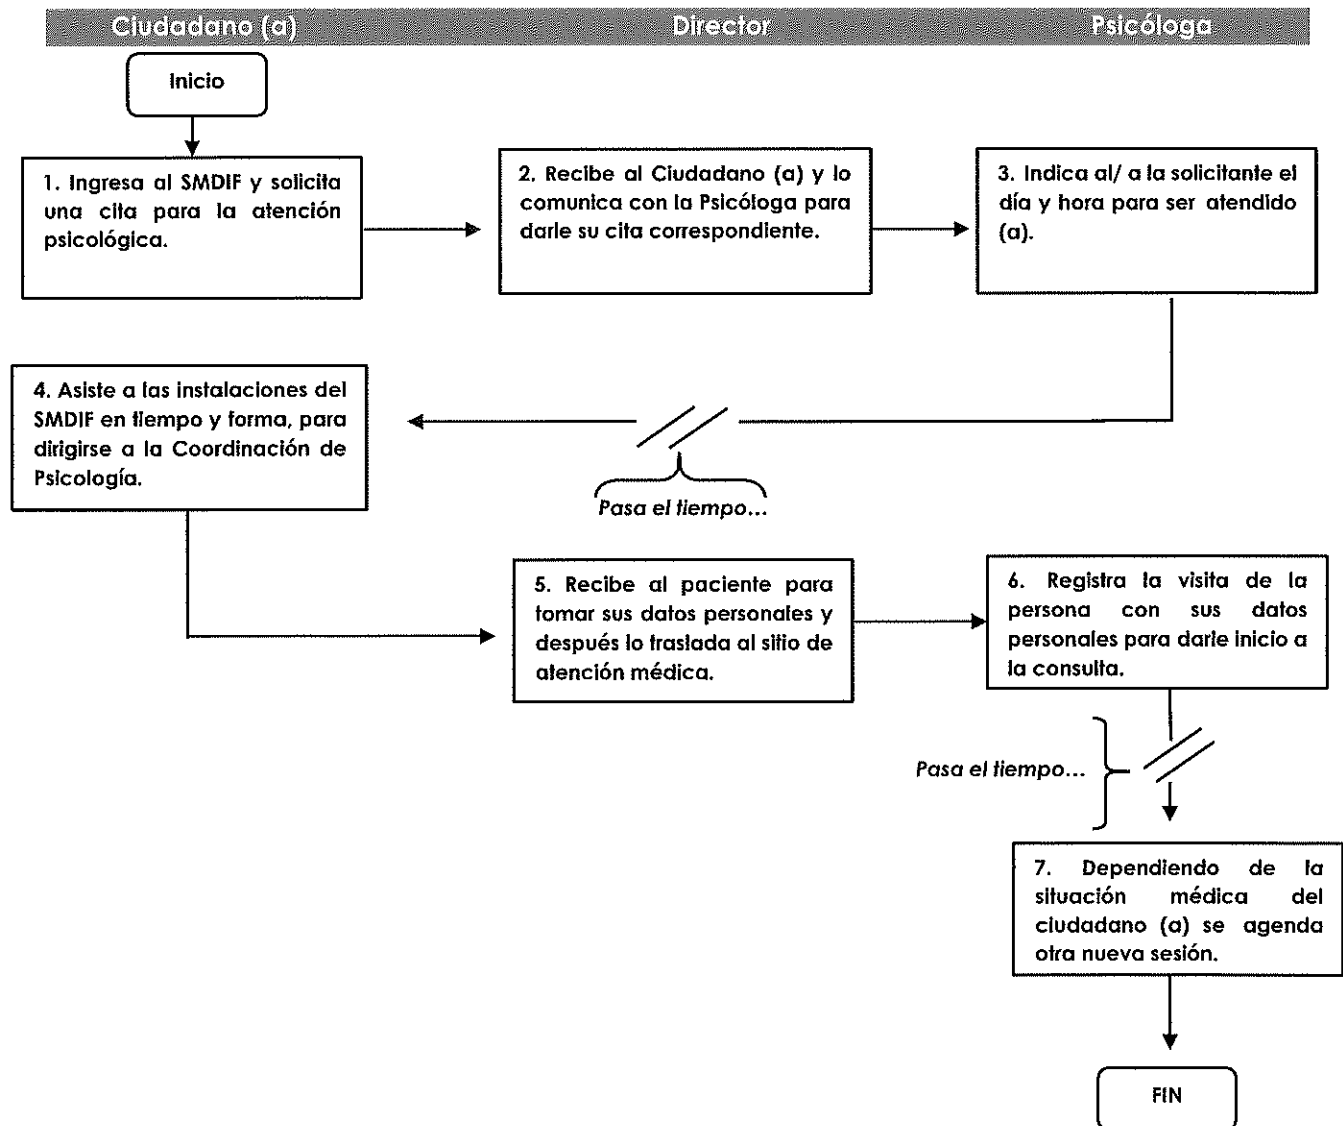 Ciudadano (a) Director Psicóloga
Inicio
1. Ingresa al SMDIF y solicita
una cita para la atención
psicológica.
2. Recibe al Ciudadano (a) y lo
comunica con la Psicóloga para
darle su cita correspondiente.
3. Indica al/ a la solicitante el
día y hora para ser atendido
(a).
4. Asiste a las instalaciones del
SMDIF en tiempo y forma, para
dirigirse a la Coordinación de
Psicología.
Pasa el tiempo...
5. Recibe al paciente para
tomar sus datos personales y
después lo traslada al sitio de
atención médica.
6. Registra la visita de la
persona con sus datos
personales para darle inicio a
la consulta.
Pasa el tiempo...
7. Dependiendo de la
situación médica del
ciudadano (a) se agenda
otra nueva sesión.
FIN